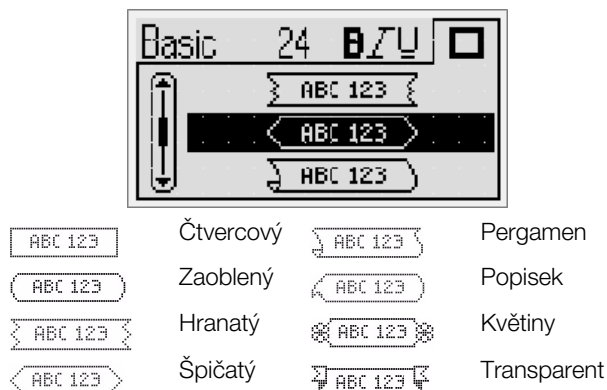 Basic 24 B I U
ABC 123
ABC 123
ABC 123
ABC 123 Čtvercový ABC 123 Pergamen
ABC 123 Zaoblený ABC 123 Popisek
ABC 123 Hranatý ABC 123 Květiny
ABC 123 Špičatý ABC 123 Transparent